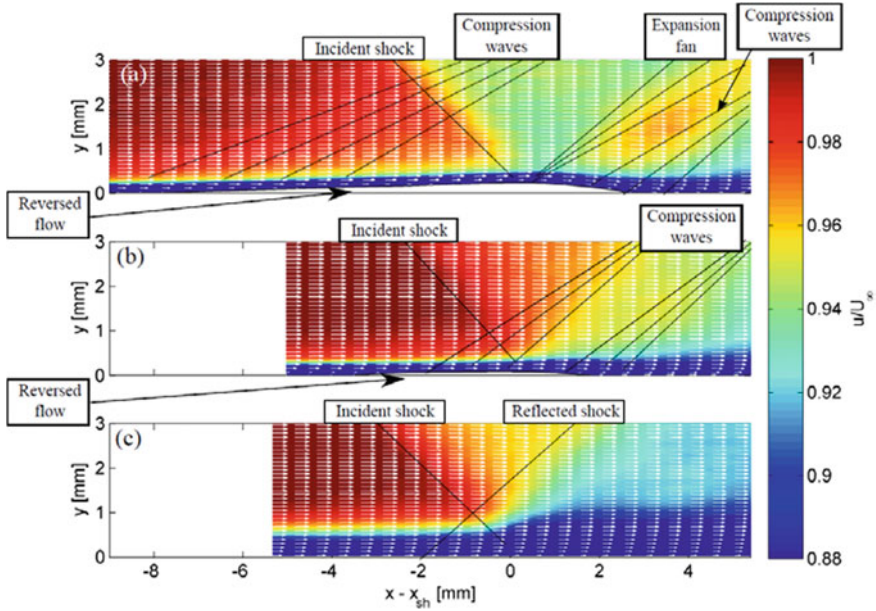 Compression
waves
Incident shock
Compression
waves
Expansion
fan
(a)
3
2
1
0
y [mm]
Reversed
flow
1
0.98
0.96
0.94
0.92
0.9
0.88
u/U∞
Incident shock
Compression
waves
(b)
3
2
1
0
y [mm]
Reversed
flow
Incident shock
Reflected shock
(c)
3
2
1
0
y [mm]
-8
-6
-4
-2
0
2
4
x - xsh [mm]